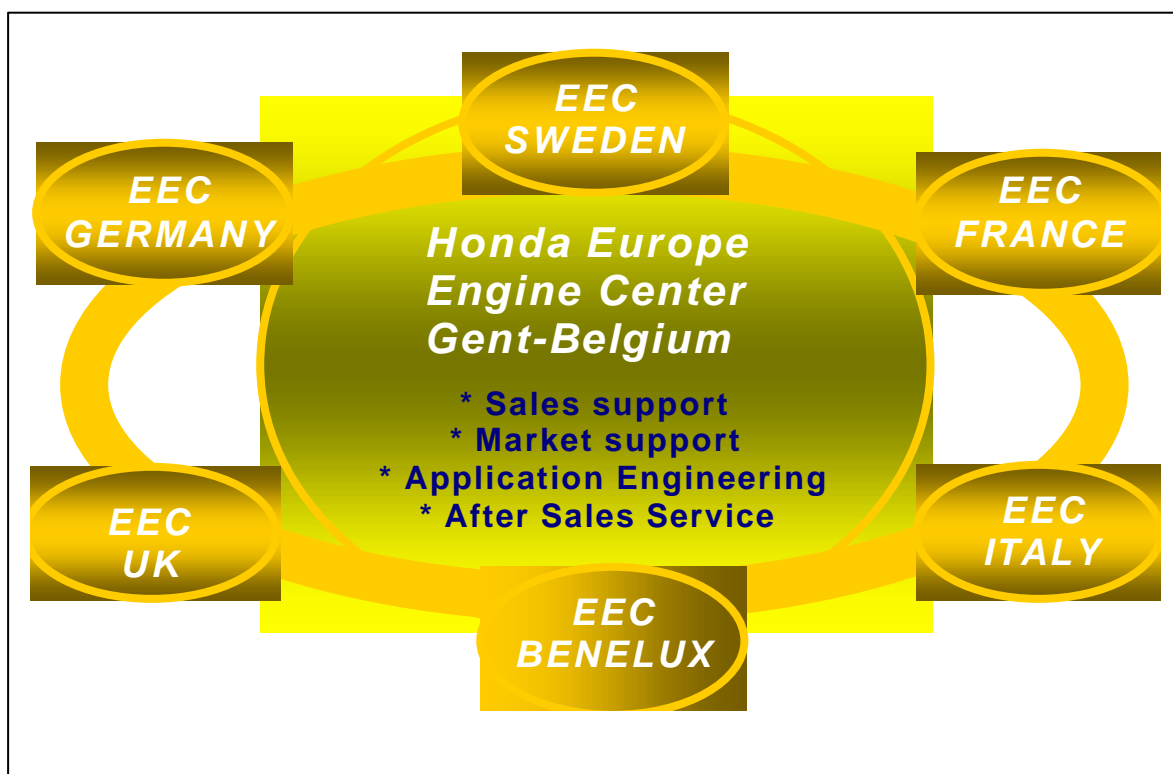 EEC
SWEDEN
EEC
GERMANY
EEC
FRANCE
Honda Europe
Engine Center
Gent-Belgium
* Sales support
* Market support
* Application Engineering
* After Sales Service
EEC
UK
EEC
ITALY
EEC
BENELUX